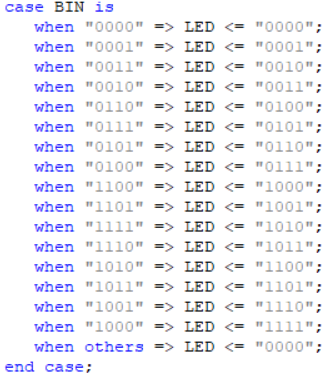 case BIN is
when "0000" => LED <= "0000";
when "0001" => LED <= "0001";
when "0011" => LED <= "0010";
when "0010" => LED <= "0011";
when "0110" => LED <= "0100";
when "0111" => LED <= "0101";
when "0101" => LED <= "0110";
when "0100" => LED <= "0111";
when "1100" => LED <= "1000";
when "1101" => LED <= "1001";
when "1111" => LED <= "1010";
when "1110" => LED <= "1011";
when "1010" => LED <= "1100";
when "1011" => LED <= "1101";
when "1001" => LED <= "1110";
when "1000" => LED <= "1111";
when others => LED <= "0000";
end case;